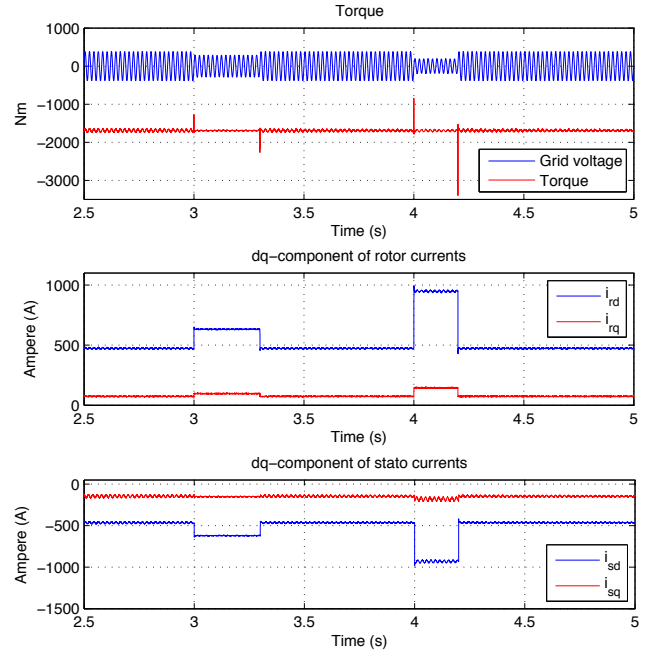 Torque
1000
0
−1000
−2000
−3000
Nm
Grid voltage
Torque
2.5 3 3.5 4 4.5 5
Time (s)
dq−component of rotor currents
1000
500
0
Ampere (A)
i_rd
i_rq
2.5 3 3.5 4 4.5 5
Time (s)
dq−component of stato currents
0
−500
−1000
−1500
Ampere (A)
i_sd
i_sq
2.5 3 3.5 4 4.5 5
Time (s)